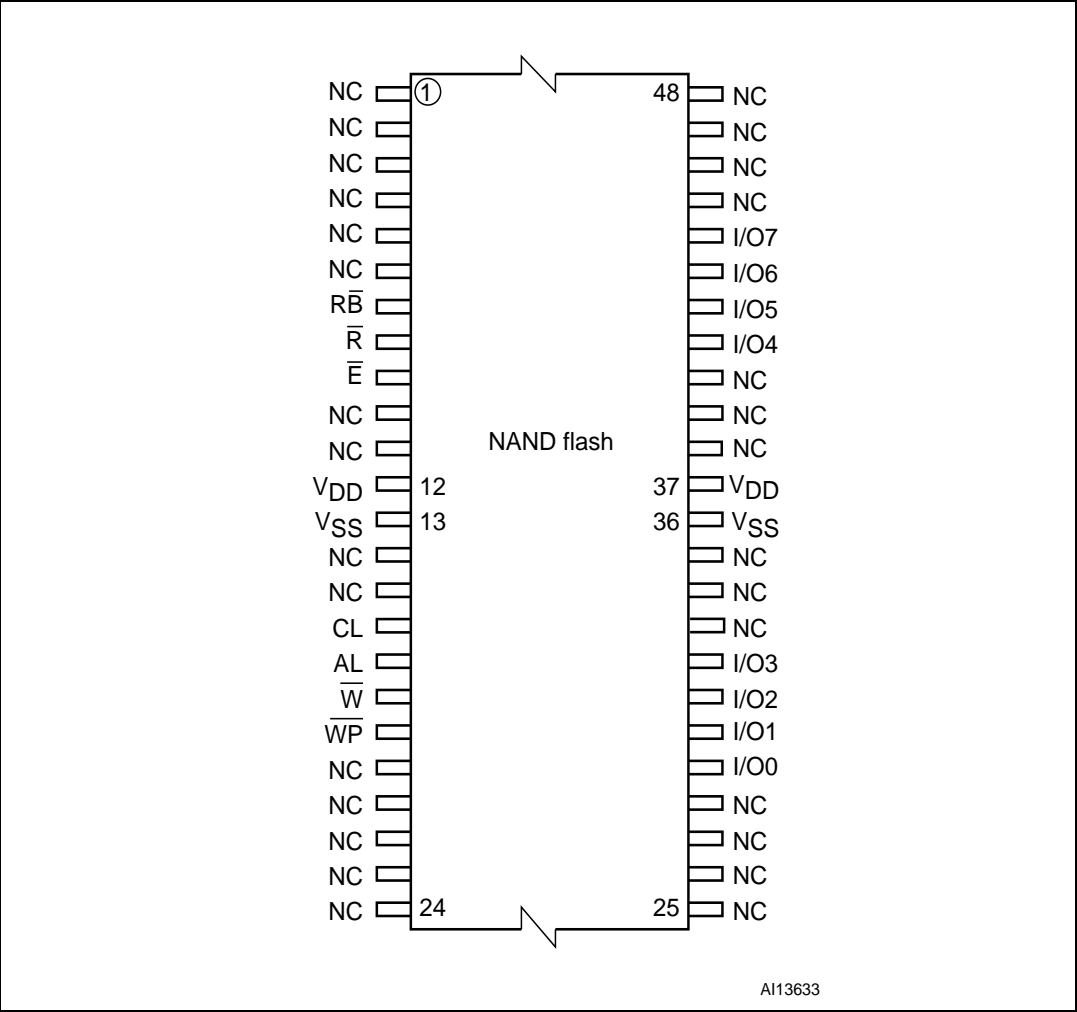 NC ① 48 NC
NC NC
NC NC
NC NC
NC I/O7
NC I/O6
RB̅ I/O5
R̅ I/O4
E̅ NC
NC NC
NC NAND flash NC
VDD 12 37 VDD
VSS 13 36 VSS
NC NC
NC NC
CL NC
AL I/O3
W̅ I/O2
W̅P̅ I/O1
NC I/O0
NC NC
NC NC
NC NC
NC 24 25 NC
AI13633